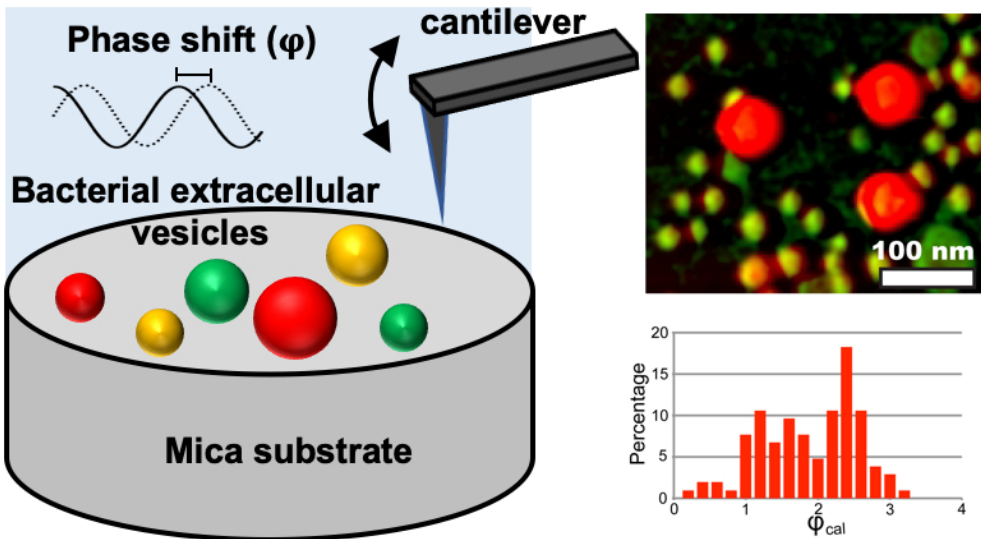 Phase shift (φ)
cantilever
Bacterial extracellular
vesicles
Mica substrate
100 nm
Percentage
20
15
10
5
0
0 1 2 3 4
φcal